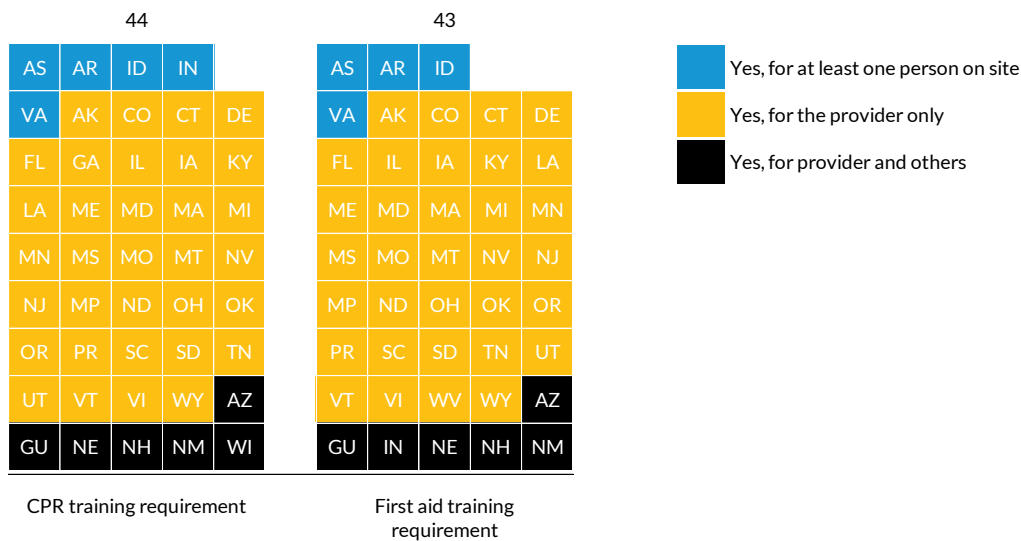 44
AS AR ID IN
VA AK CO CT DE
FL GA IL IA KY
LA ME MD MA MI
MN MS MO MT NV
NJ MP ND OH OK
OR PR SC SD TN
UT VT VI WY AZ
GU NE NH NM WI
CPR training requirement
43
AS AR ID
VA AK CO CT DE
FL IL IA KY LA
ME MD MA MI MN
MS MO MT NV NJ
MP ND OH OK OR
PR SC SD TN UT
VT VI WV WY AZ
GU IN NE NH NM
First aid training
requirement
Yes, for at least one person on site
Yes, for the provider only
Yes, for provider and others